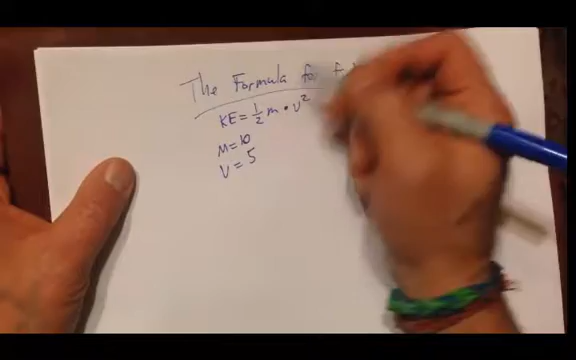 The Formula for
KE = ½ m • v²
M = 10
V = 5